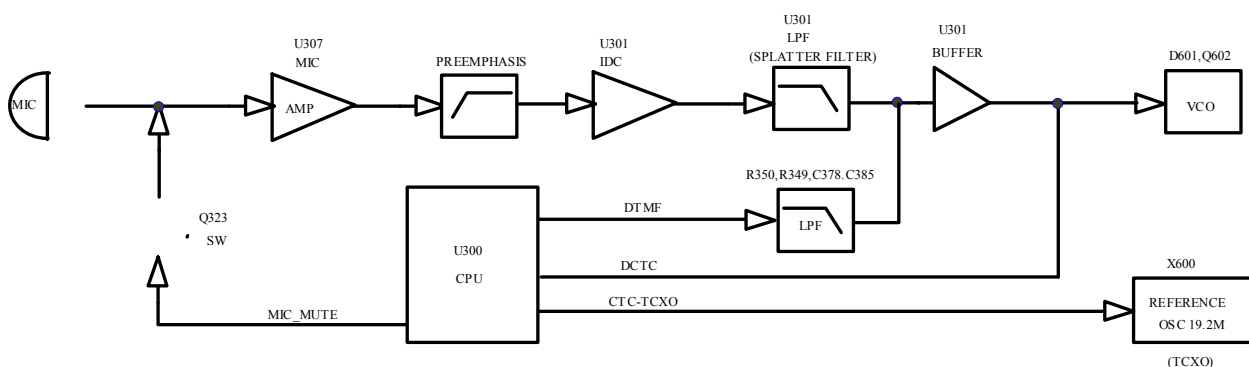 MIC
U307
MIC
AMP
PREEMPHASIS
U301
IDC
U301
LPF
(SPLATTER FILTER)
U301
BUFFER
D601,Q602
VCO
R350,R349,C378.C385
LPF
DTMF
Q323
SW
U300
CPU
DCTC
CTC-TCXO
MIC_MUTE
X600
REFERENCE
OSC 19.2M
(TCXO)